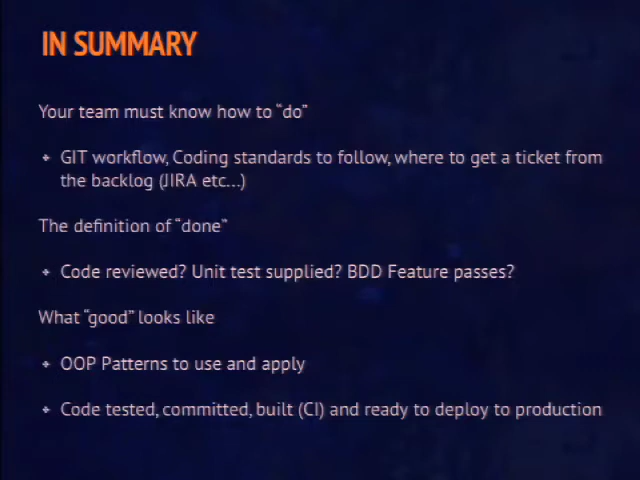 IN SUMMARY
Your team must know how to “do”
GIT workflow, Coding standards to follow, where to get a ticket from
the backlog (JIRA etc...)
The definition of “done”
Code reviewed? Unit test supplied? BDD Feature passes?
What “good” looks like
OOP Patterns to use and apply
Code tested, committed, built (CI) and ready to deploy to production